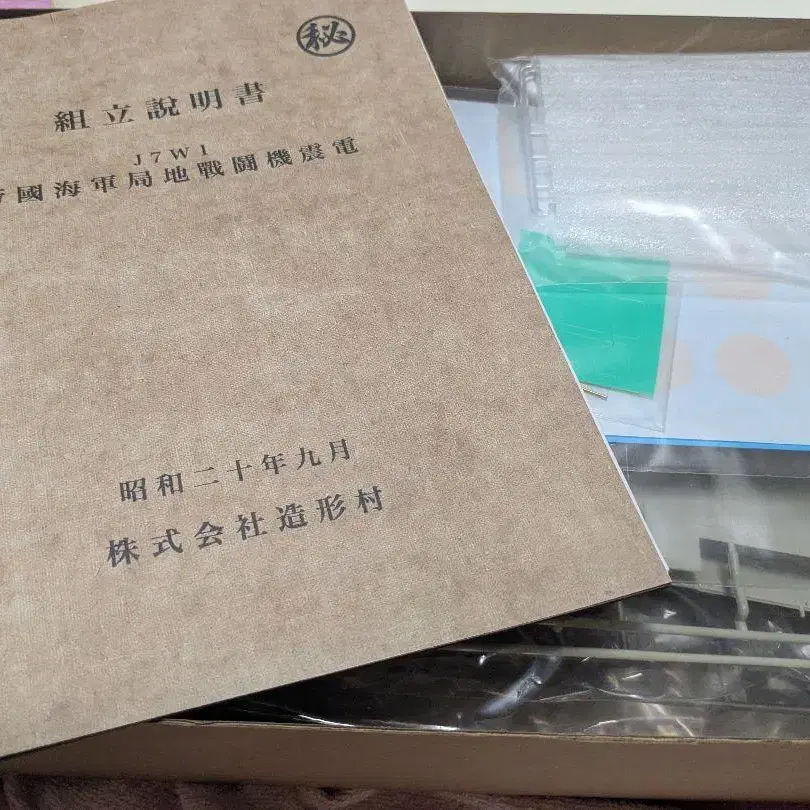 ㊙
組立說明書
J7W1
國海軍局地戰鬪機震電
昭和二十年九月
株式会社造形村